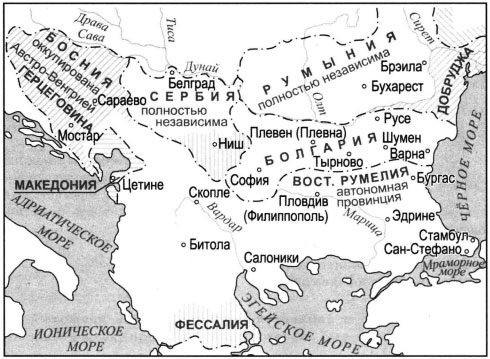 Драва
Сава
Тиса
Дунай
Сирет
БОСНИЯ
оккупирована
Австро-Венгрией
ГЕРЦЕГОВИНА
Сараево
Мостар
Белград
СЕРБИЯ
полностью
независима
Ниш
РУМЫНИЯ
полностью независима
Олт
Брэила
Бухарест
ДОБРУДЖА
Русе
Плевен (Плевна)
Шумен
БОЛГАРИЯ
Тырново
Варна
София
ВОСТ. РУМЕЛИЯ
автономная
провинция
Бургас
ЧЁРНОЕ МОРЕ
МАКЕДОНИЯ
Цетине
Скопле
Вардар
Пловдив
(Филиппополь)
Марица
Эдрине
АДРИАТИЧЕСКОЕ
МОРЕ
Битола
Салоники
Стамбул
Сан-Стефано
Мраморное
море
ЭГЕЙСКОЕ МОРЕ
ФЕССАЛИЯ
ИОНИЧЕСКОЕ
МОРЕ